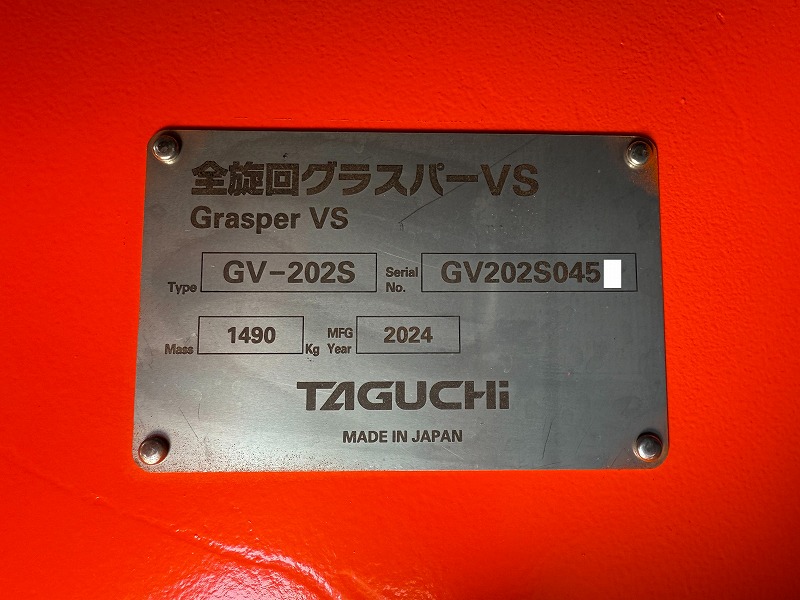 全旋回グラスパーVS
Grasper VS
Type GV-202S Serial No. GV202S045
Mass 1490 Kg MFG Year 2024
TAGUCHi
MADE IN JAPAN